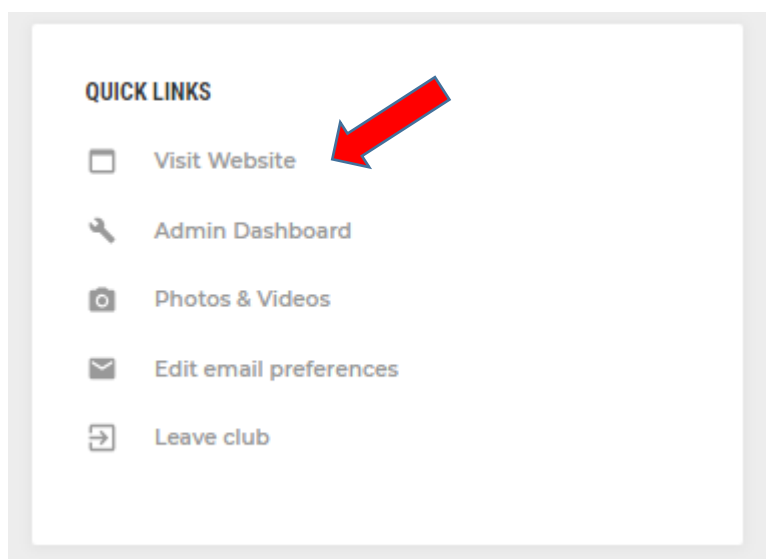 QUICK LINKS
Visit Website
Admin Dashboard
Photos & Videos
Edit email preferences
Leave club